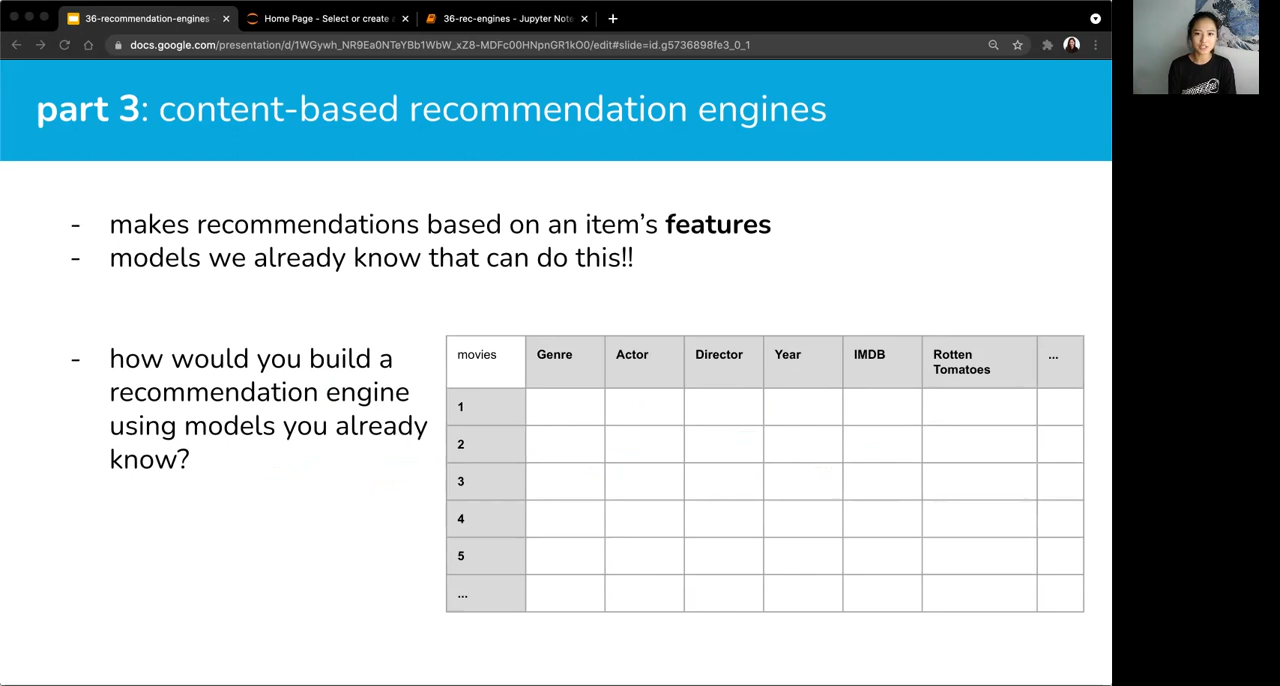 36-recommendation-engines -
Home Page - Select or create a
36-rec-engines - Jupyter Note
docs.google.com/presentation/d/1WGywh_NR9Ea0NTeYBb1WbW_xZ8-MDFc00HNpnGR1kO0/edit#slide=id.g5736898fe3_0_1
part 3: content-based recommendation engines
- makes recommendations based on an item's features
- models we already know that can do this!!
- how would you build a
recommendation engine
using models you already
know?
movies Genre Actor Director Year IMDB Rotten Tomatoes ...
1
2
3
4
5
...